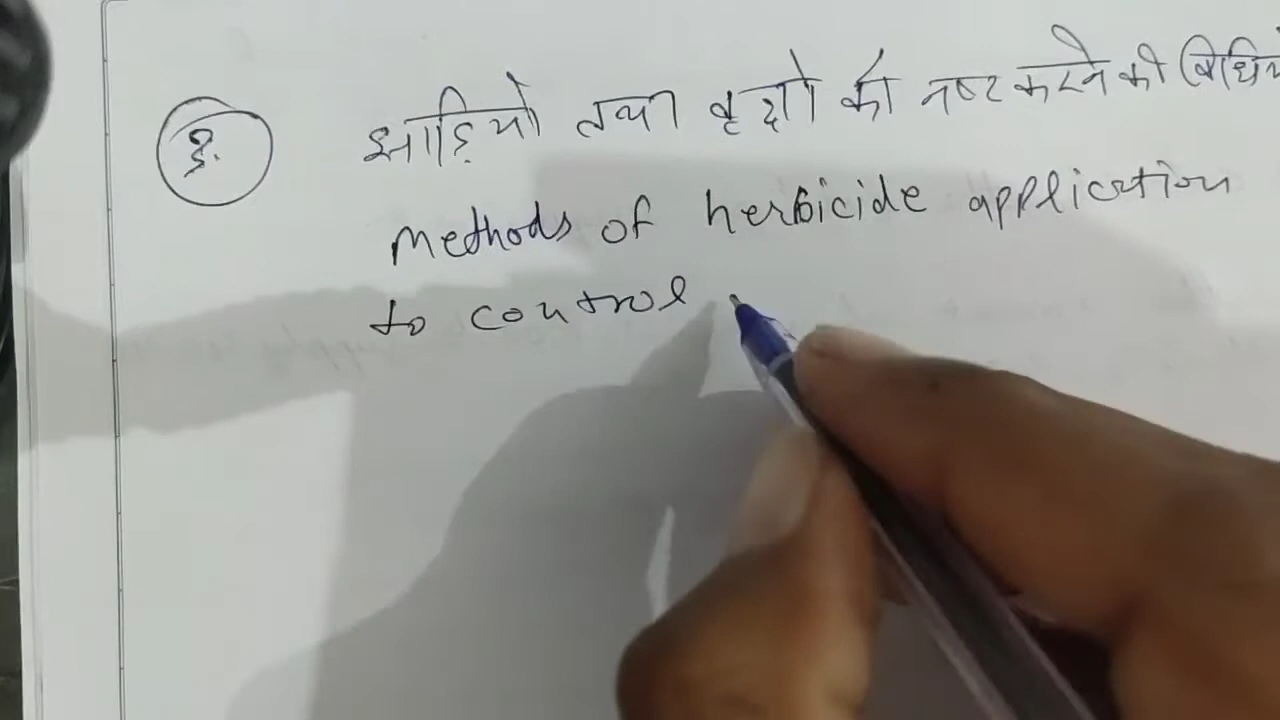 झाड़ियो तथा वृक्षो को नष्ट करने की
methods of herbicide application
to control